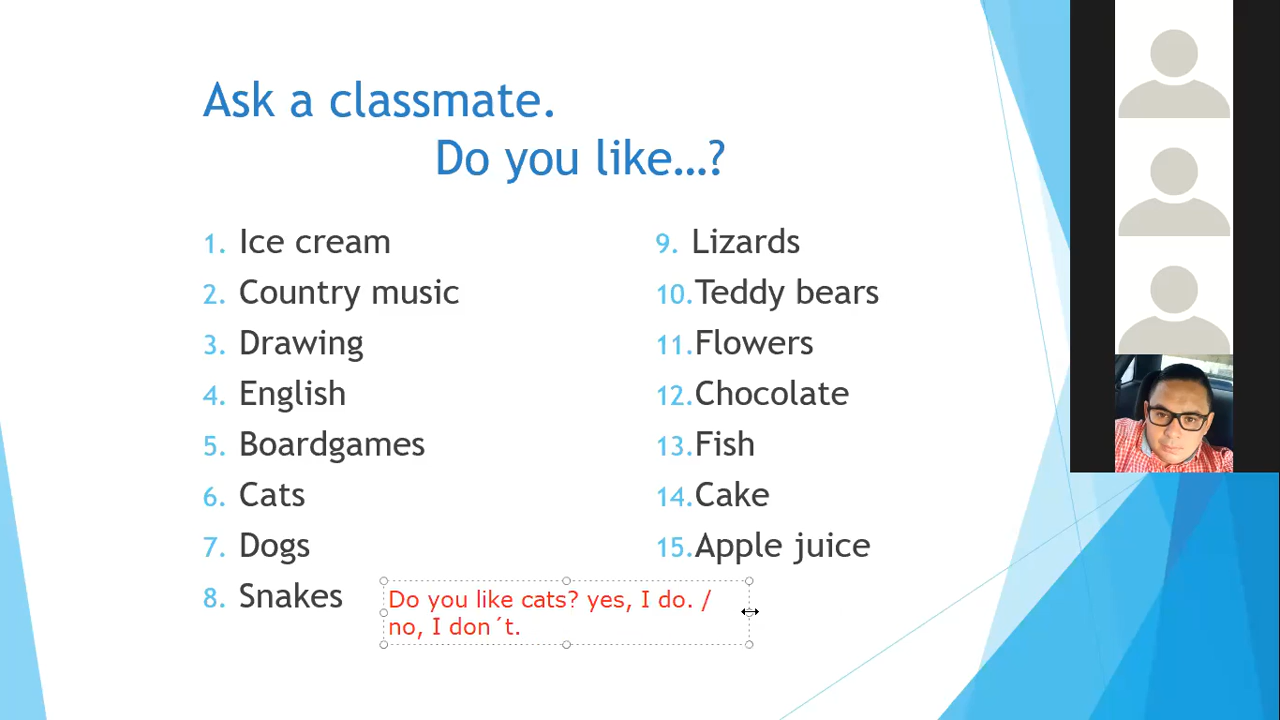 Ask a classmate.
Do you like…?
1. Ice cream
2. Country music
3. Drawing
4. English
5. Boardgames
6. Cats
7. Dogs
8. Snakes
9. Lizards
10.Teddy bears
11.Flowers
12.Chocolate
13.Fish
14.Cake
15.Apple juice
Do you like cats? yes, I do. /
no, I don´t.